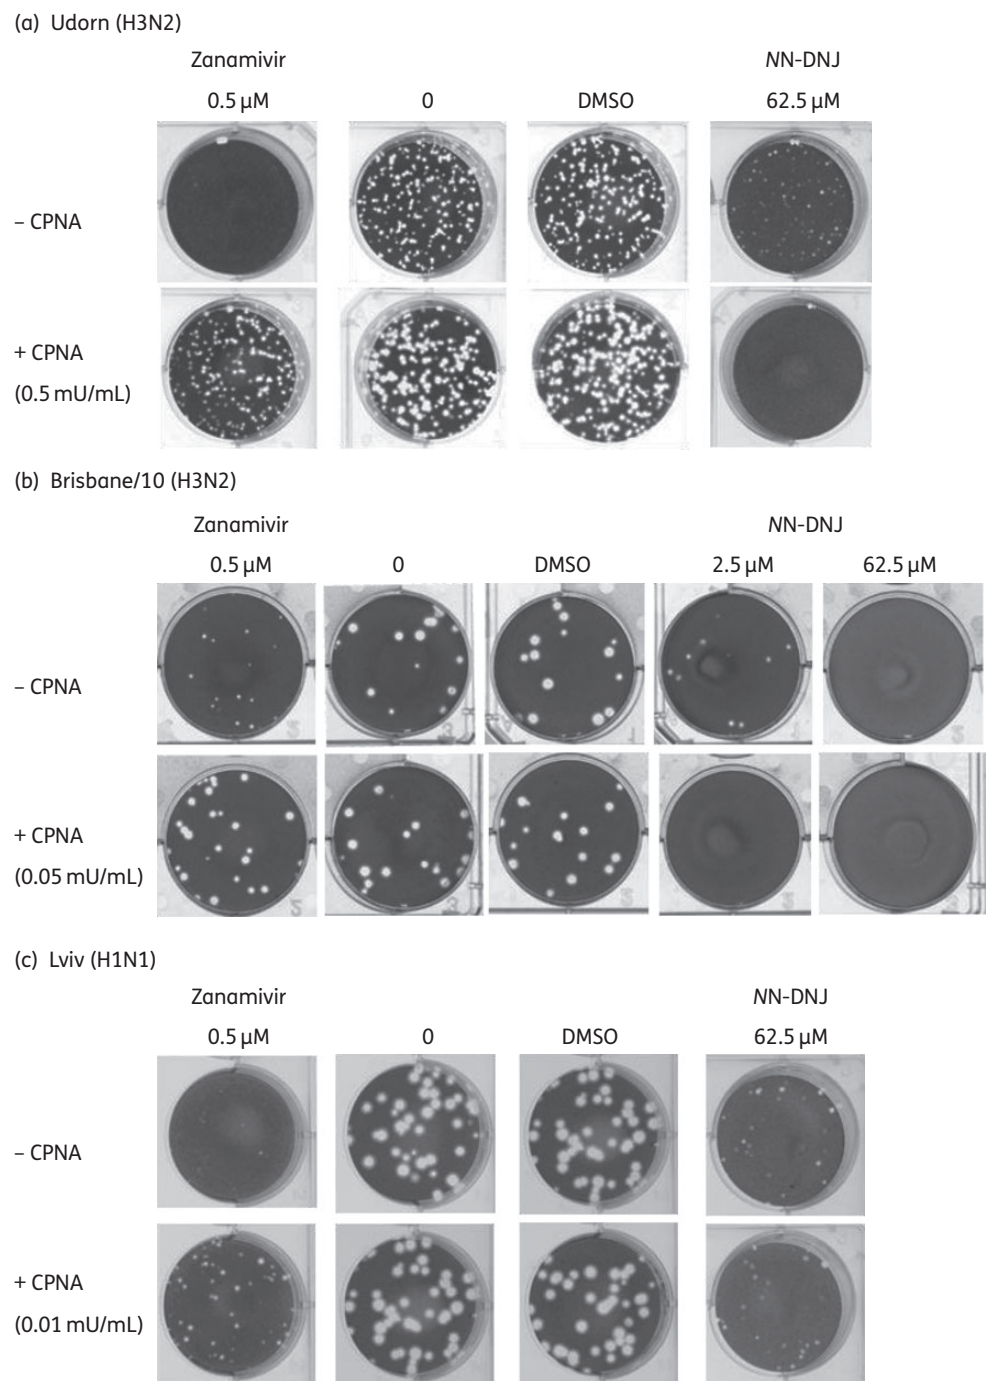 (a) Udorn (H3N2)
Zanamivir NN-DNJ
0.5 µM 0 DMSO 62.5 µM
– CPNA
+ CPNA
(0.5 mU/mL)
(b) Brisbane/10 (H3N2)
Zanamivir NN-DNJ
0.5 µM 0 DMSO 2.5 µM 62.5 µM
– CPNA
+ CPNA
(0.05 mU/mL)
(c) Lviv (H1N1)
Zanamivir NN-DNJ
0.5 µM 0 DMSO 62.5 µM
– CPNA
+ CPNA
(0.01 mU/mL)